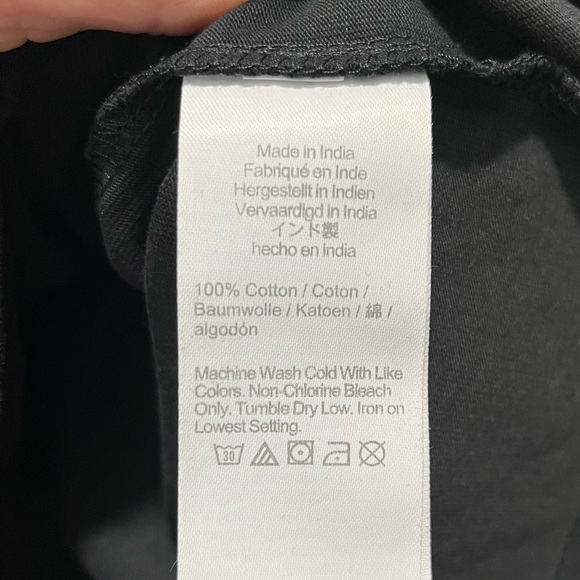 Made in India
Fabriqué en Inde
Hergestellt in Indien
Vervaardigd in India
インド製
hecho en india
100% Cotton / Coton /
Baumwolle / Katoen / 綿 /
algodón
Machine Wash Cold With Like
Colors. Non-Chlorine Bleach
Only. Tumble Dry Low. Iron on
Lowest Setting.
30